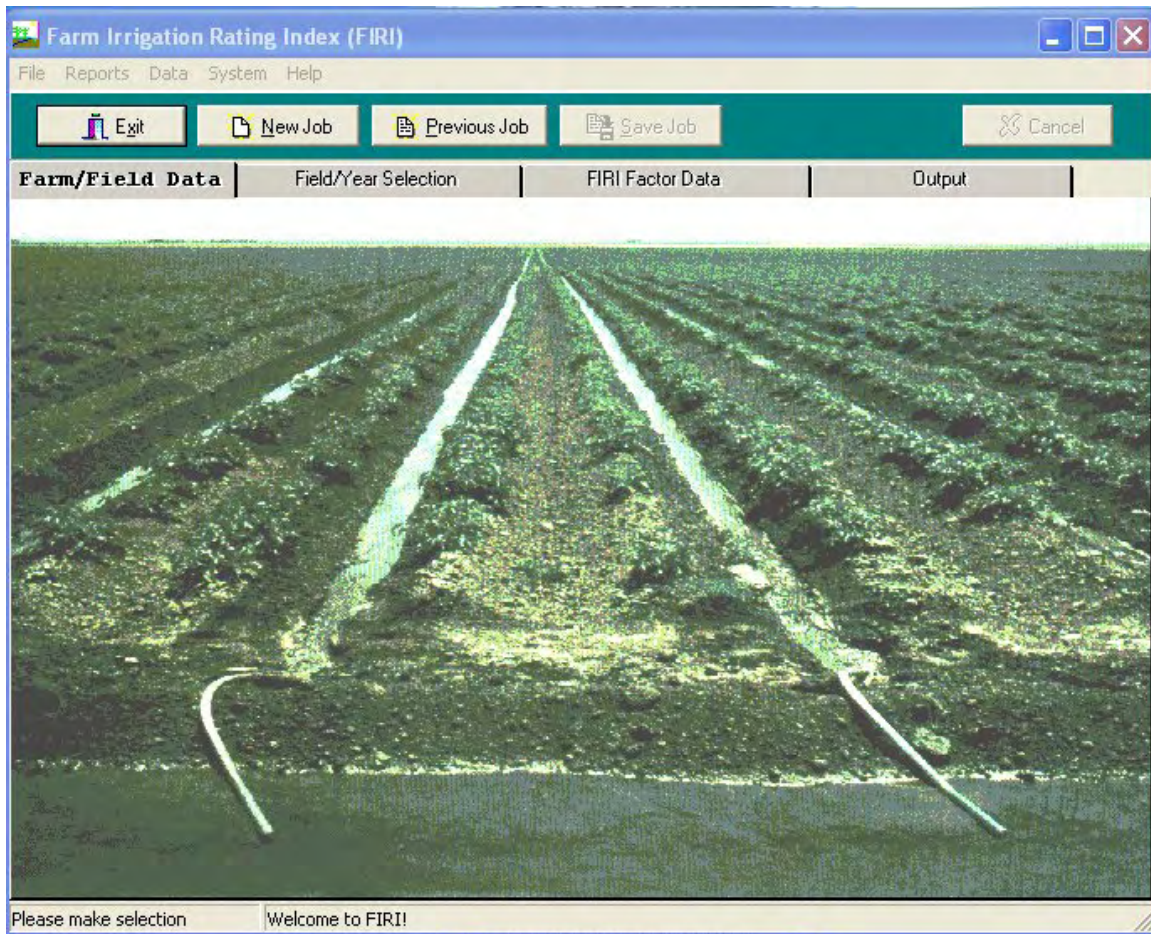 Farm Irrigation Rating Index (FIRI)
File Reports Data System Help
Exit New Job Previous Job Save Job Cancel
Farm/Field Data Field/Year Selection FIRI Factor Data Output
Please make selection Welcome to FIRI!